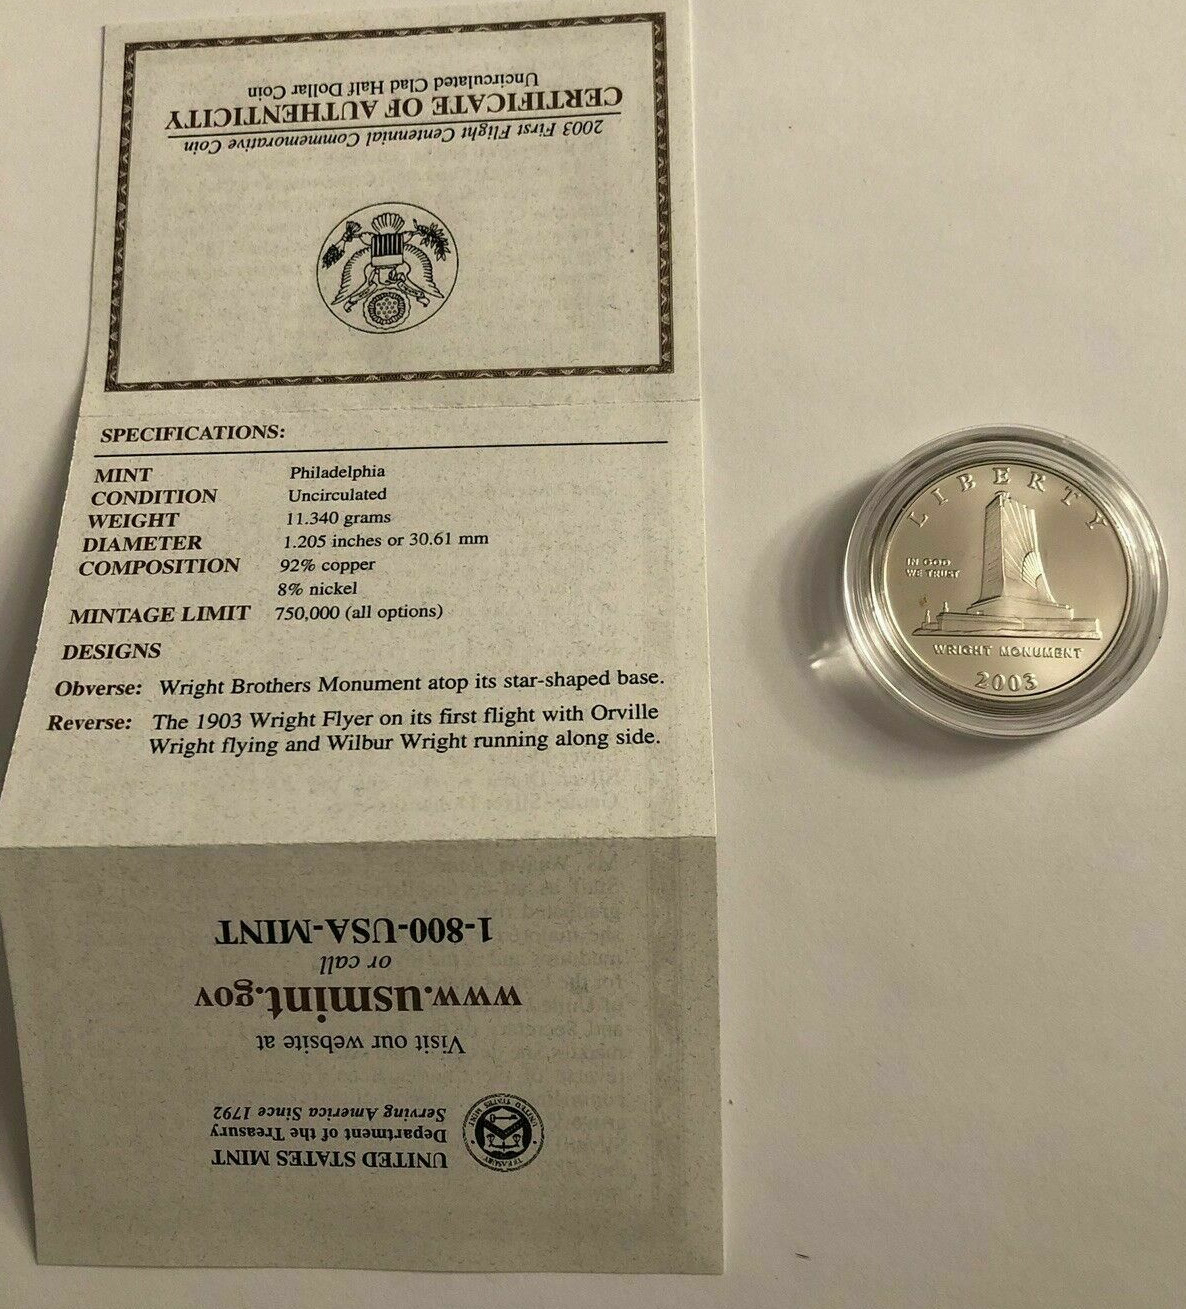 2003 First Flight Centennial Commemorative Coin
CERTIFICATE OF AUTHENTICITY
Uncirculated Clad Half Dollar Coin
SPECIFICATIONS:
MINT Philadelphia
CONDITION Uncirculated
WEIGHT 11.340 grams
DIAMETER 1.205 inches or 30.61 mm
COMPOSITION 92% copper
8% nickel
MINTAGE LIMIT 750,000 (all options)
DESIGNS
Obverse: Wright Brothers Monument atop its star-shaped base.
Reverse: The 1903 Wright Flyer on its first flight with Orville
Wright flying and Wilbur Wright running along side.
UNITED STATES MINT
Department of the Treasury
Serving America Since 1792
Visit our website at
www.usmint.gov
or call
1-800-USA-MINT
LIBERTY
IN GOD
WE TRUST
WRIGHT MONUMENT
2003